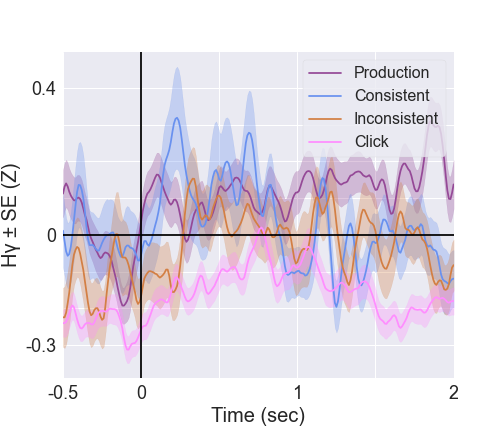 Production
Consistent
Inconsistent
Click
Hγ ± SE (Z)
0.4
0
-0.3
-0.5
0
1
2
Time (sec)